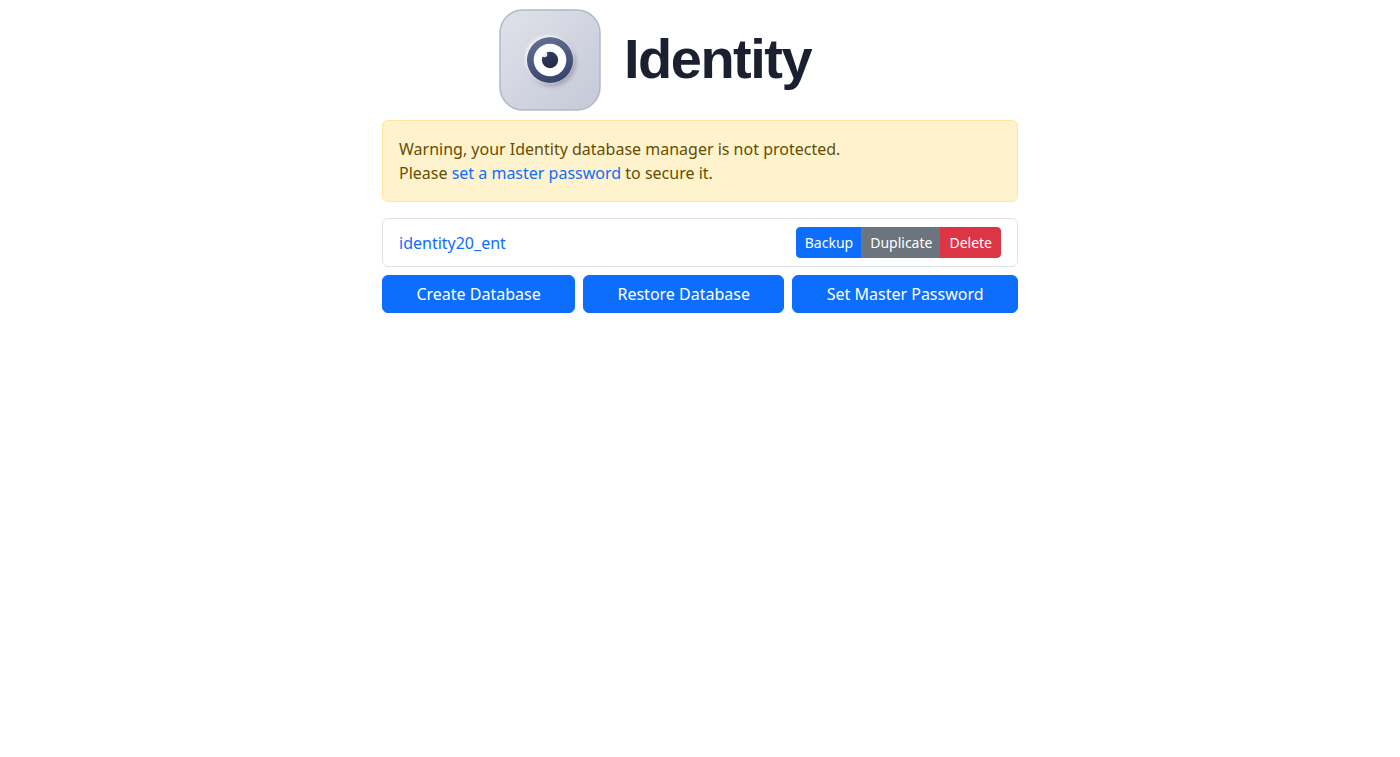 Identity
Warning, your Identity database manager is not protected.
Please set a master password to secure it.
identity20_ent
Backup
Duplicate
Delete
Create Database
Restore Database
Set Master Password